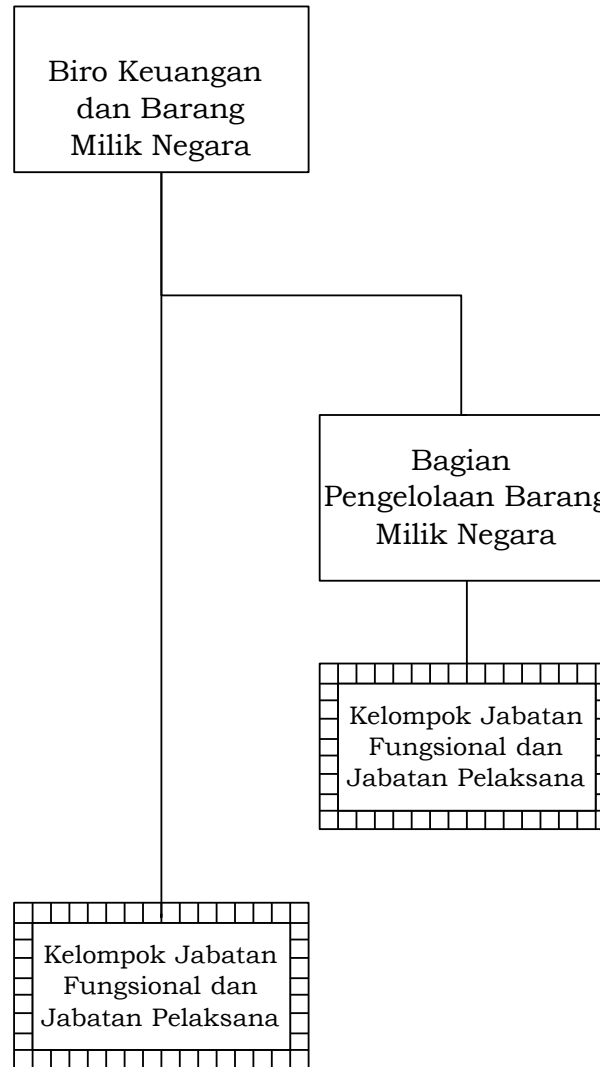 Biro Keuangan
dan Barang
Milik Negara
Bagian
Pengelolaan Barang
Milik Negara
Kelompok Jabatan
Fungsional dan
Jabatan Pelaksana
Kelompok Jabatan
Fungsional dan
Jabatan Pelaksana